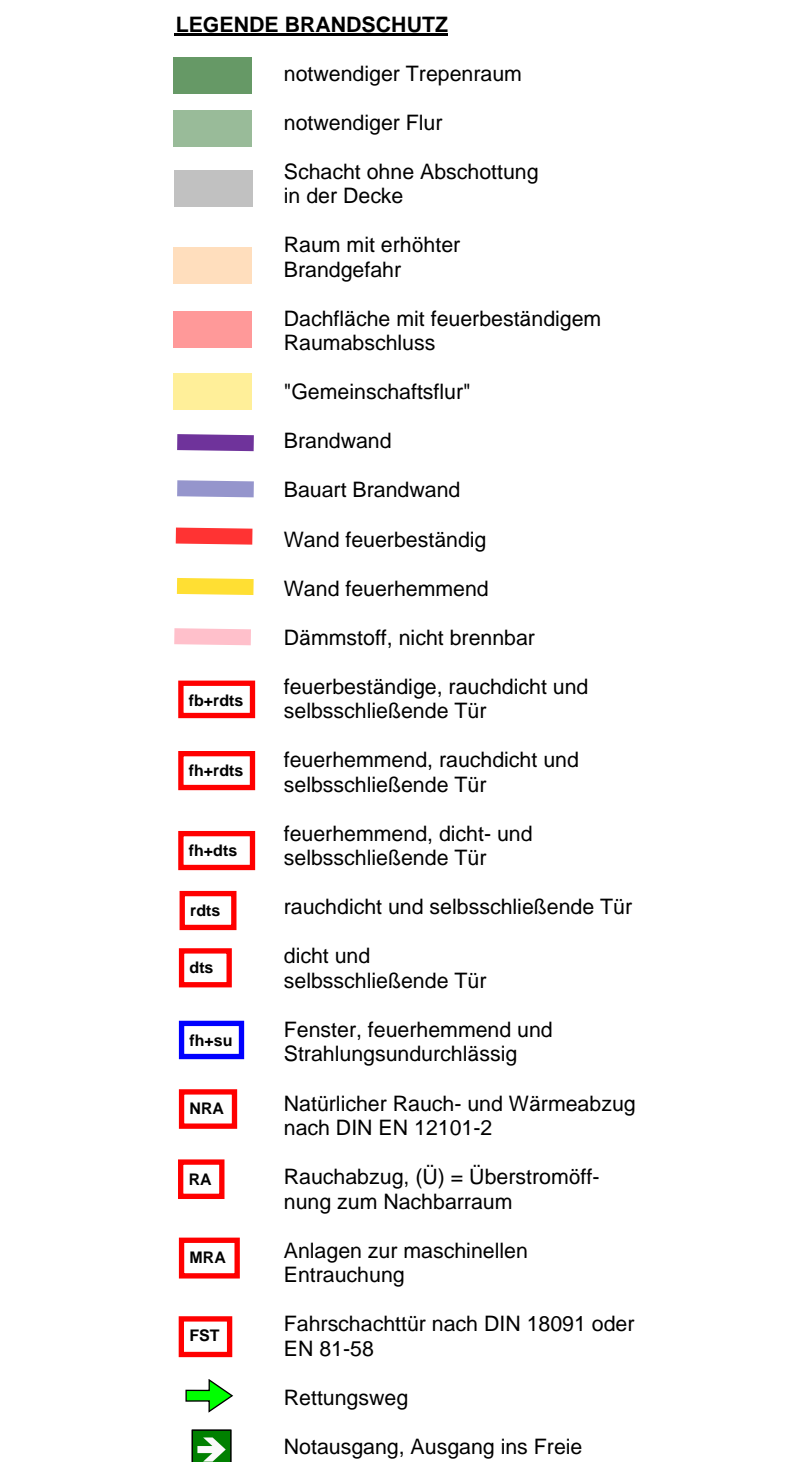 LEGENDE BRANDSCHUTZ
notwendiger Trepenraum
notwendiger Flur
Schacht ohne Abschottung
in der Decke
Raum mit erhöhter
Brandgefahr
Dachfläche mit feuerbeständigem
Raumabschluss
"Gemeinschaftsflur"
Brandwand
Bauart Brandwand
Wand feuerbeständig
Wand feuerhemmend
Dämmstoff, nicht brennbar
fb+rdts
feuerbeständige, rauchdicht und
selbsschließende Tür
fh+rdts
feuerhemmend, rauchdicht und
selbsschließende Tür
fh+dts
feuerhemmend, dicht- und
selbsschließende Tür
rdts
rauchdicht und selbsschließende Tür
dts
dicht und
selbsschließende Tür
fh+su
Fenster, feuerhemmend und
Strahlungsundurchlässig
NRA
Natürlicher Rauch- und Wärmeabzug
nach DIN EN 12101-2
RA
Rauchabzug, (Ü) = Überstromöff-
nung zum Nachbarraum
MRA
Anlagen zur maschinellen
Entrauchung
FST
Fahrschachttür nach DIN 18091 oder
EN 81-58
Rettungsweg
Notausgang, Ausgang ins Freie